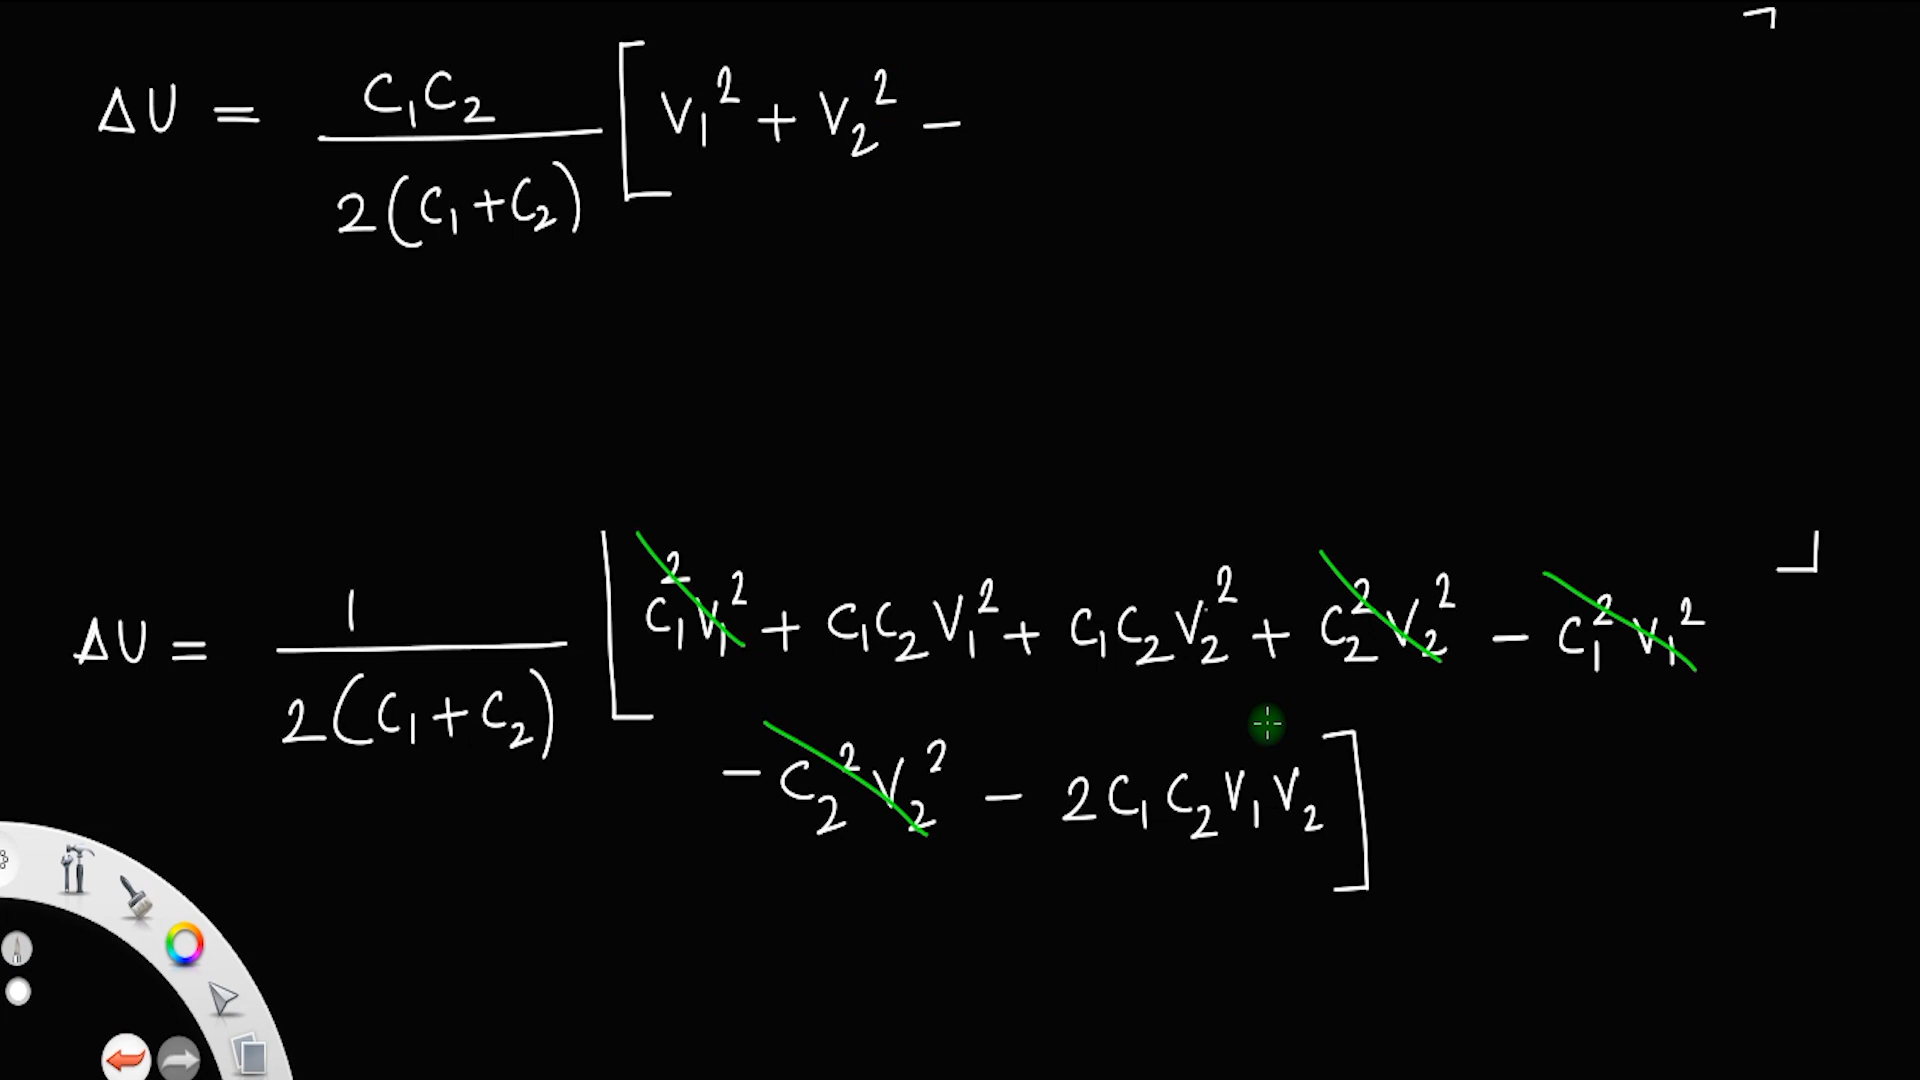 ΔU = C₁C₂ / 2(C₁+C₂) [ V₁² + V₂² −
ΔU = 1 / 2(C₁+C₂) [ C₁²V₁² + C₁C₂V₁² + C₁C₂V₂² + C₂²V₂² − C₁²V₁²
− C₂²V₂² − 2C₁C₂V₁V₂ ]